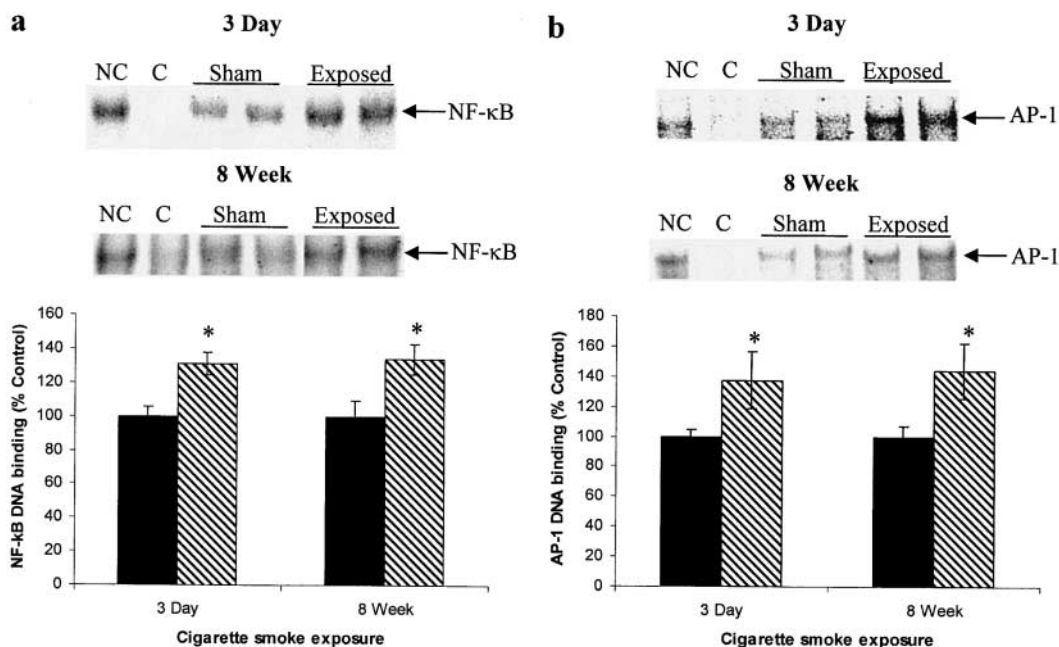 a
3 Day
NC C Sham Exposed
NF-κB
8 Week
NC C Sham Exposed
NF-κB
NF-kB DNA binding (% Control)
160
140
120
100
80
60
40
20
0
*
*
3 Day
8 Week
Cigarette smoke exposure
b
3 Day
NC C Sham Exposed
AP-1
8 Week
NC C Sham Exposed
AP-1
AP-1 DNA binding (% Control)
180
160
140
120
100
80
60
40
20
0
*
*
3 Day
8 Week
Cigarette smoke exposure